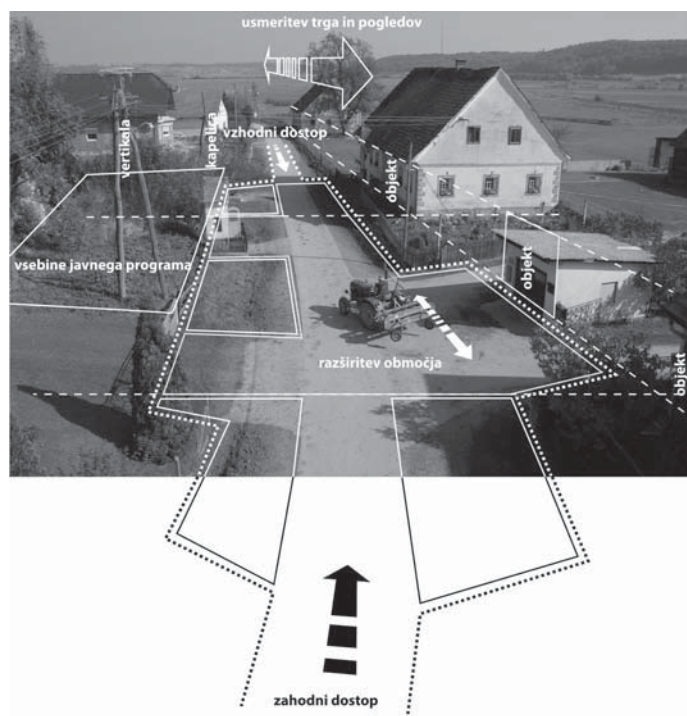 usmeritev trga in pogledov
vzhodni dostop
kapelica
vertikala
objekt
vsebine javnega programa
objekt
razširitev območja
objekt
zahodni dostop